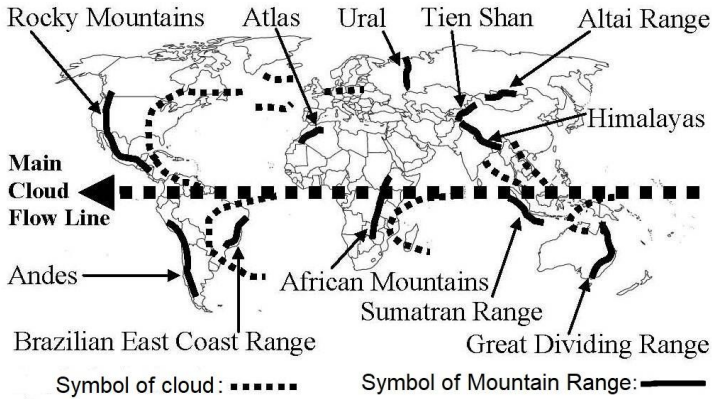 Rocky Mountains
Atlas
Ural
Tien Shan
Altai Range
Himalayas
Main
Cloud
Flow Line
Andes
African Mountains
Sumatran Range
Brazilian East Coast Range
Great Dividing Range
Symbol of cloud:
Symbol of Mountain Range: